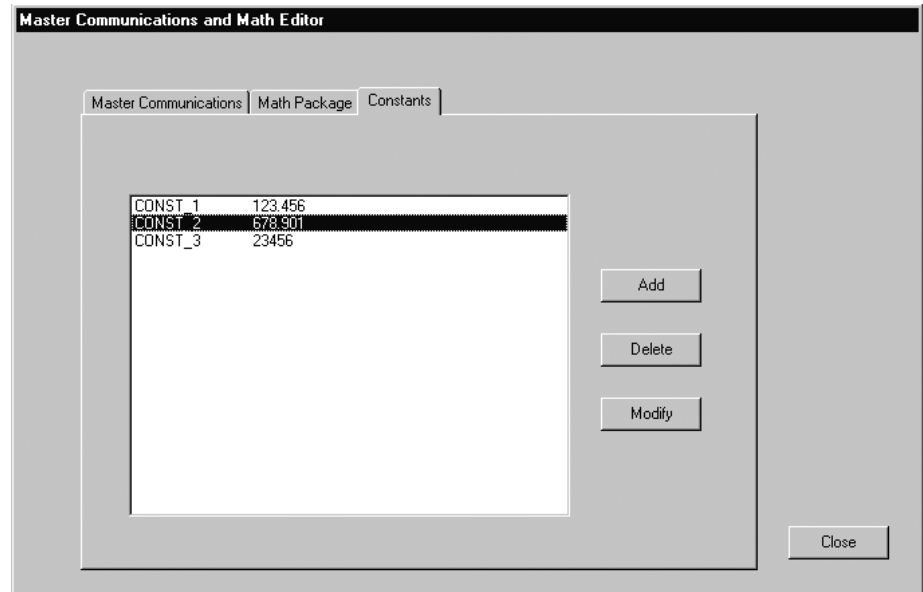 Master Communications and Math Editor
Master Communications Math Package Constants
CONST_1 123.456
CONST_2 678.901
CONST_3 23456
Add
Delete
Modify
Close